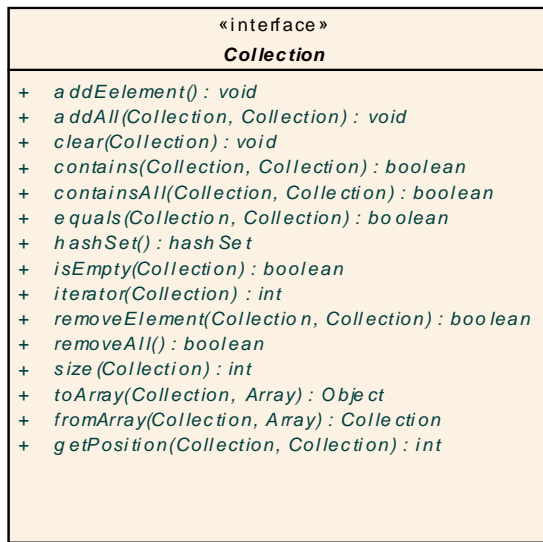 «interface»
Collection
+ addEelement() : void
+ addAll(Collection, Collection) : void
+ clear(Collection) : void
+ contains(Collection, Collection) : boolean
+ containsAll(Collection, Collection) : boolean
+ equals(Collection, Collection) : boolean
+ hashSet() : hashSet
+ isEmpty(Collection) : boolean
+ iterator(Collection) : int
+ removeElement(Collection, Collection) : boolean
+ removeAll() : boolean
+ size(Collection) : int
+ toArray(Collection, Array) : Object
+ fromArray(Collection, Array) : Collection
+ getPosition(Collection, Collection) : int